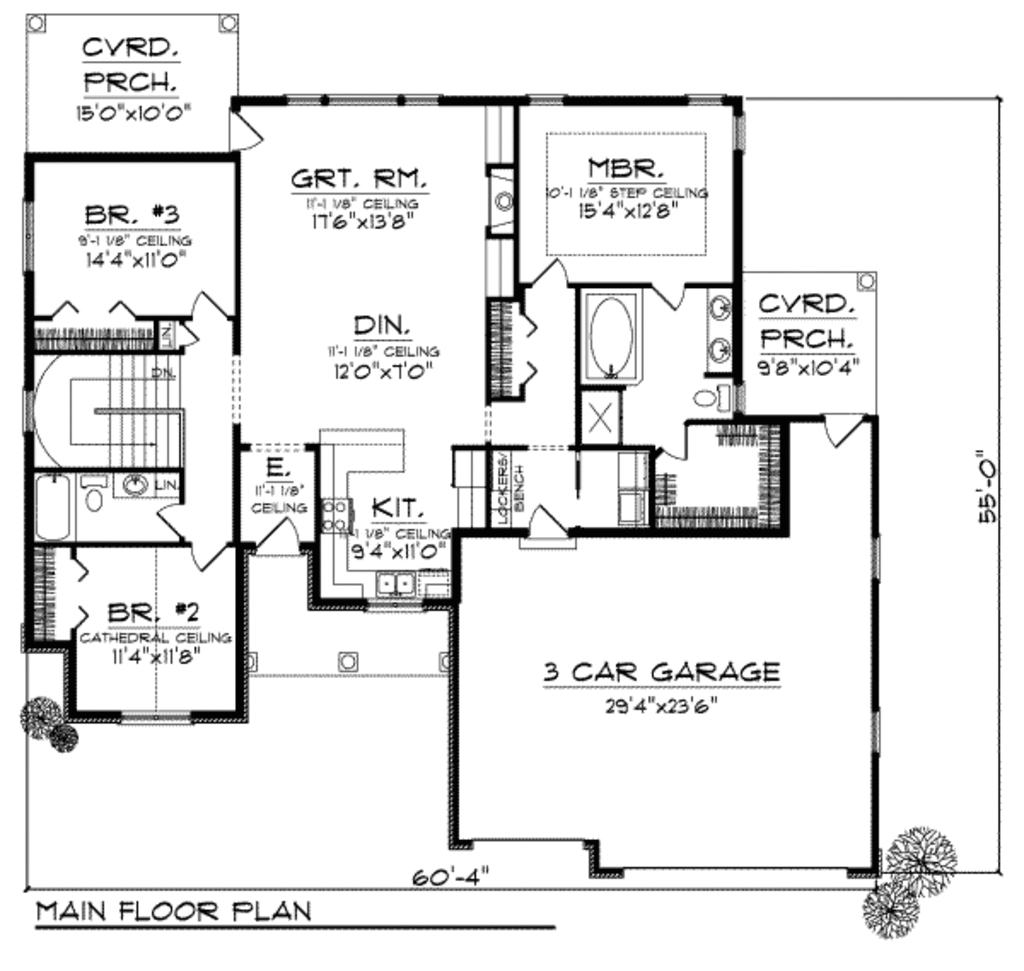 CVRD.
PRCH.
15'0"x10'0"
GRT. RM.
11'-1 1/8" CEILING
17'6"x13'8"
MBR.
10'-1 1/8" STEP CEILING
15'4"x12'8"
BR. #3
9'-1 1/8" CEILING
14'4"x11'0"
CVRD.
PRCH.
9'8"x10'4"
DIN.
11'-1 1/8" CEILING
12'0"x7'0"
LIN.
DN.
E.
11'-1 1/8"
CEILING
LOCKERS/
BENCH
LIN.
KIT.
11'-1 1/8" CEILING
9'4"x11'0"
55'-0"
BR. #2
CATHEDRAL CEILING
11'4"x11'8"
3 CAR GARAGE
29'4"x23'6"
60'-4"
MAIN FLOOR PLAN